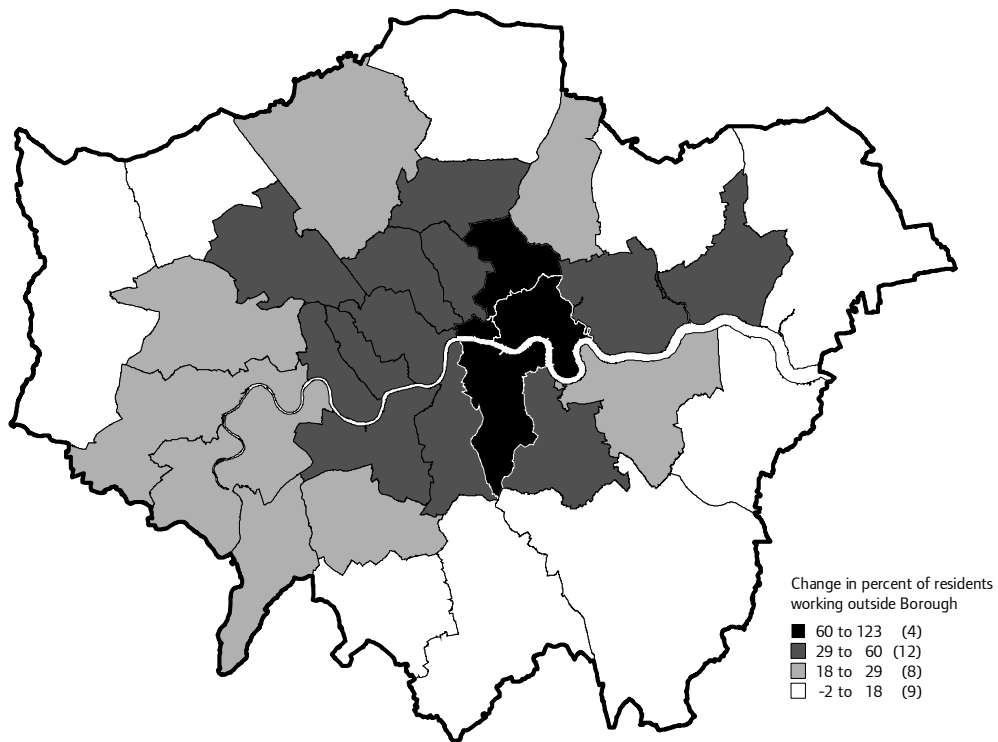 Change in percent of residents
working outside Borough
60 to 123 (4)
29 to 60 (12)
18 to 29 (8)
-2 to 18 (9)